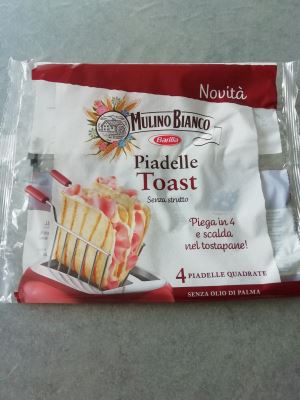 Novità
MULINO BIANCO
Barilla
Piadelle
Toast
Senza strutto
Piega in 4
e scalda
nel tostapane!
4 PIADELLE QUADRATE
SENZA OLIO DI PALMA